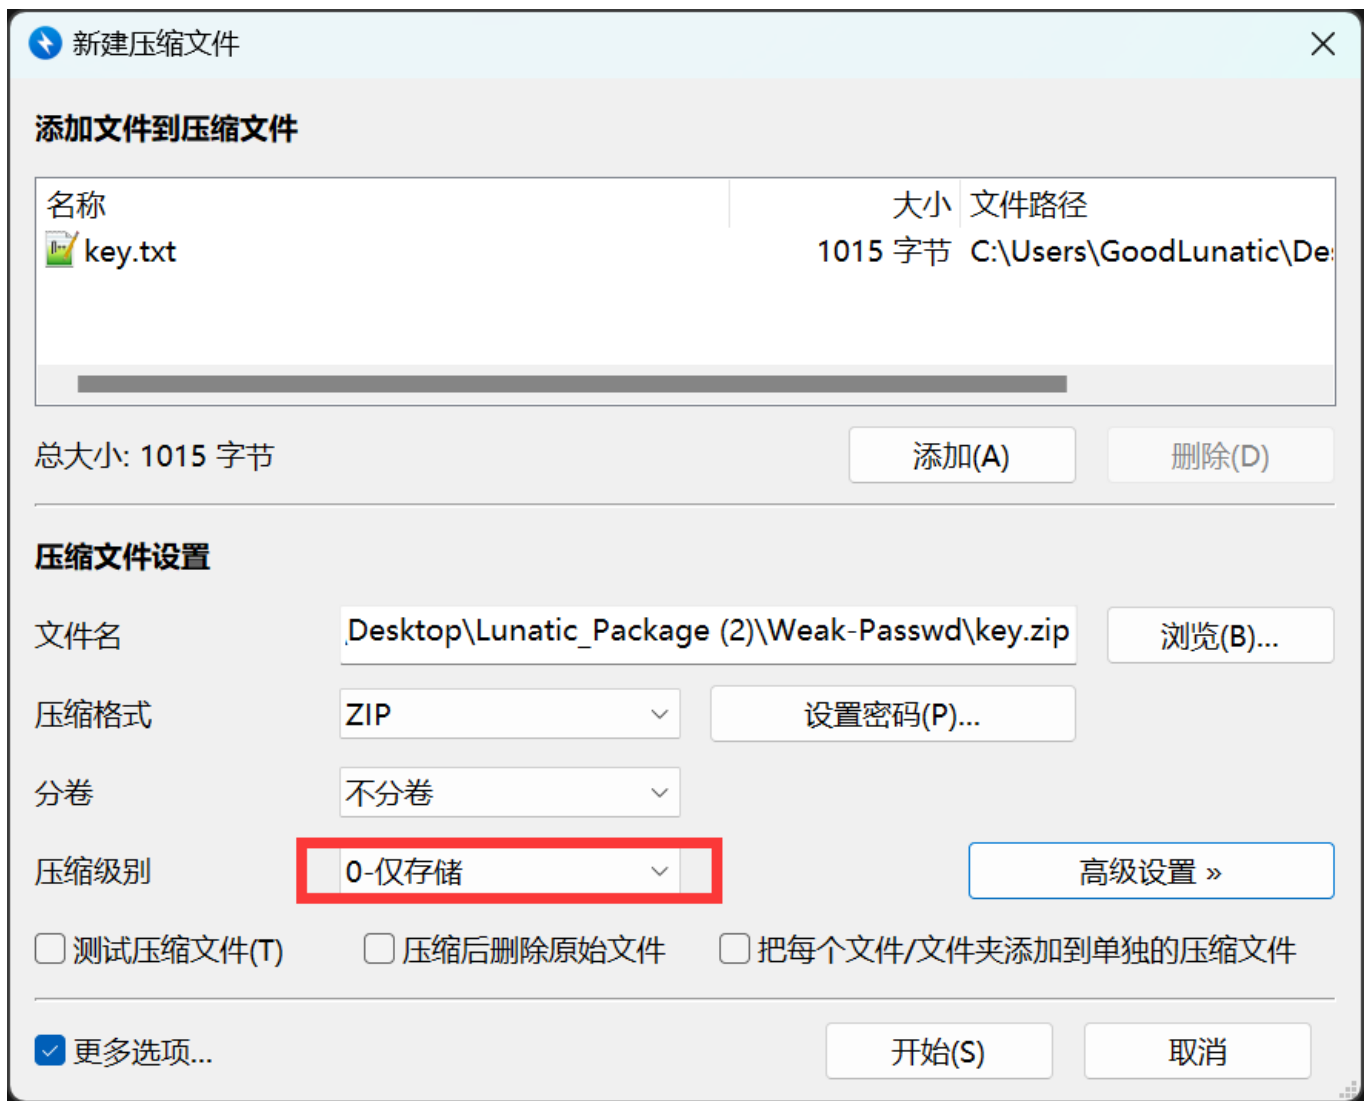 新建压缩文件
添加文件到压缩文件
名称 大小 文件路径
key.txt 1015 字节 C:\Users\GoodLunatic\De
总大小: 1015 字节 添加(A) 删除(D)
压缩文件设置
文件名 Desktop\Lunatic_Package (2)\Weak-Passwd\key.zip 浏览(B)...
压缩格式 ZIP 设置密码(P)...
分卷 不分卷
压缩级别 0-仅存储 高级设置 »
测试压缩文件(T) 压缩后删除原始文件 把每个文件/文件夹添加到单独的压缩文件
更多选项... 开始(S) 取消